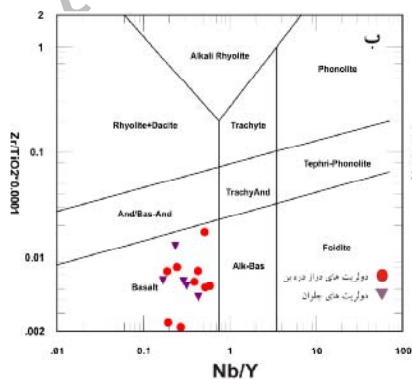 ب
2
1
Alkali Rhyolite
Phonolite
Rhyolite+Dacite
Trachyte
0.1
Tephri-Phonolite
TrachyAnd
And/Bas-And
Zr/TiO2*0.0001
0.01
Alk-Bas
Foidite
Basalt
دولریت های دراز دره بن
دولریت های جلوان
.002
.01
0.1
1
10
100
Nb/Y